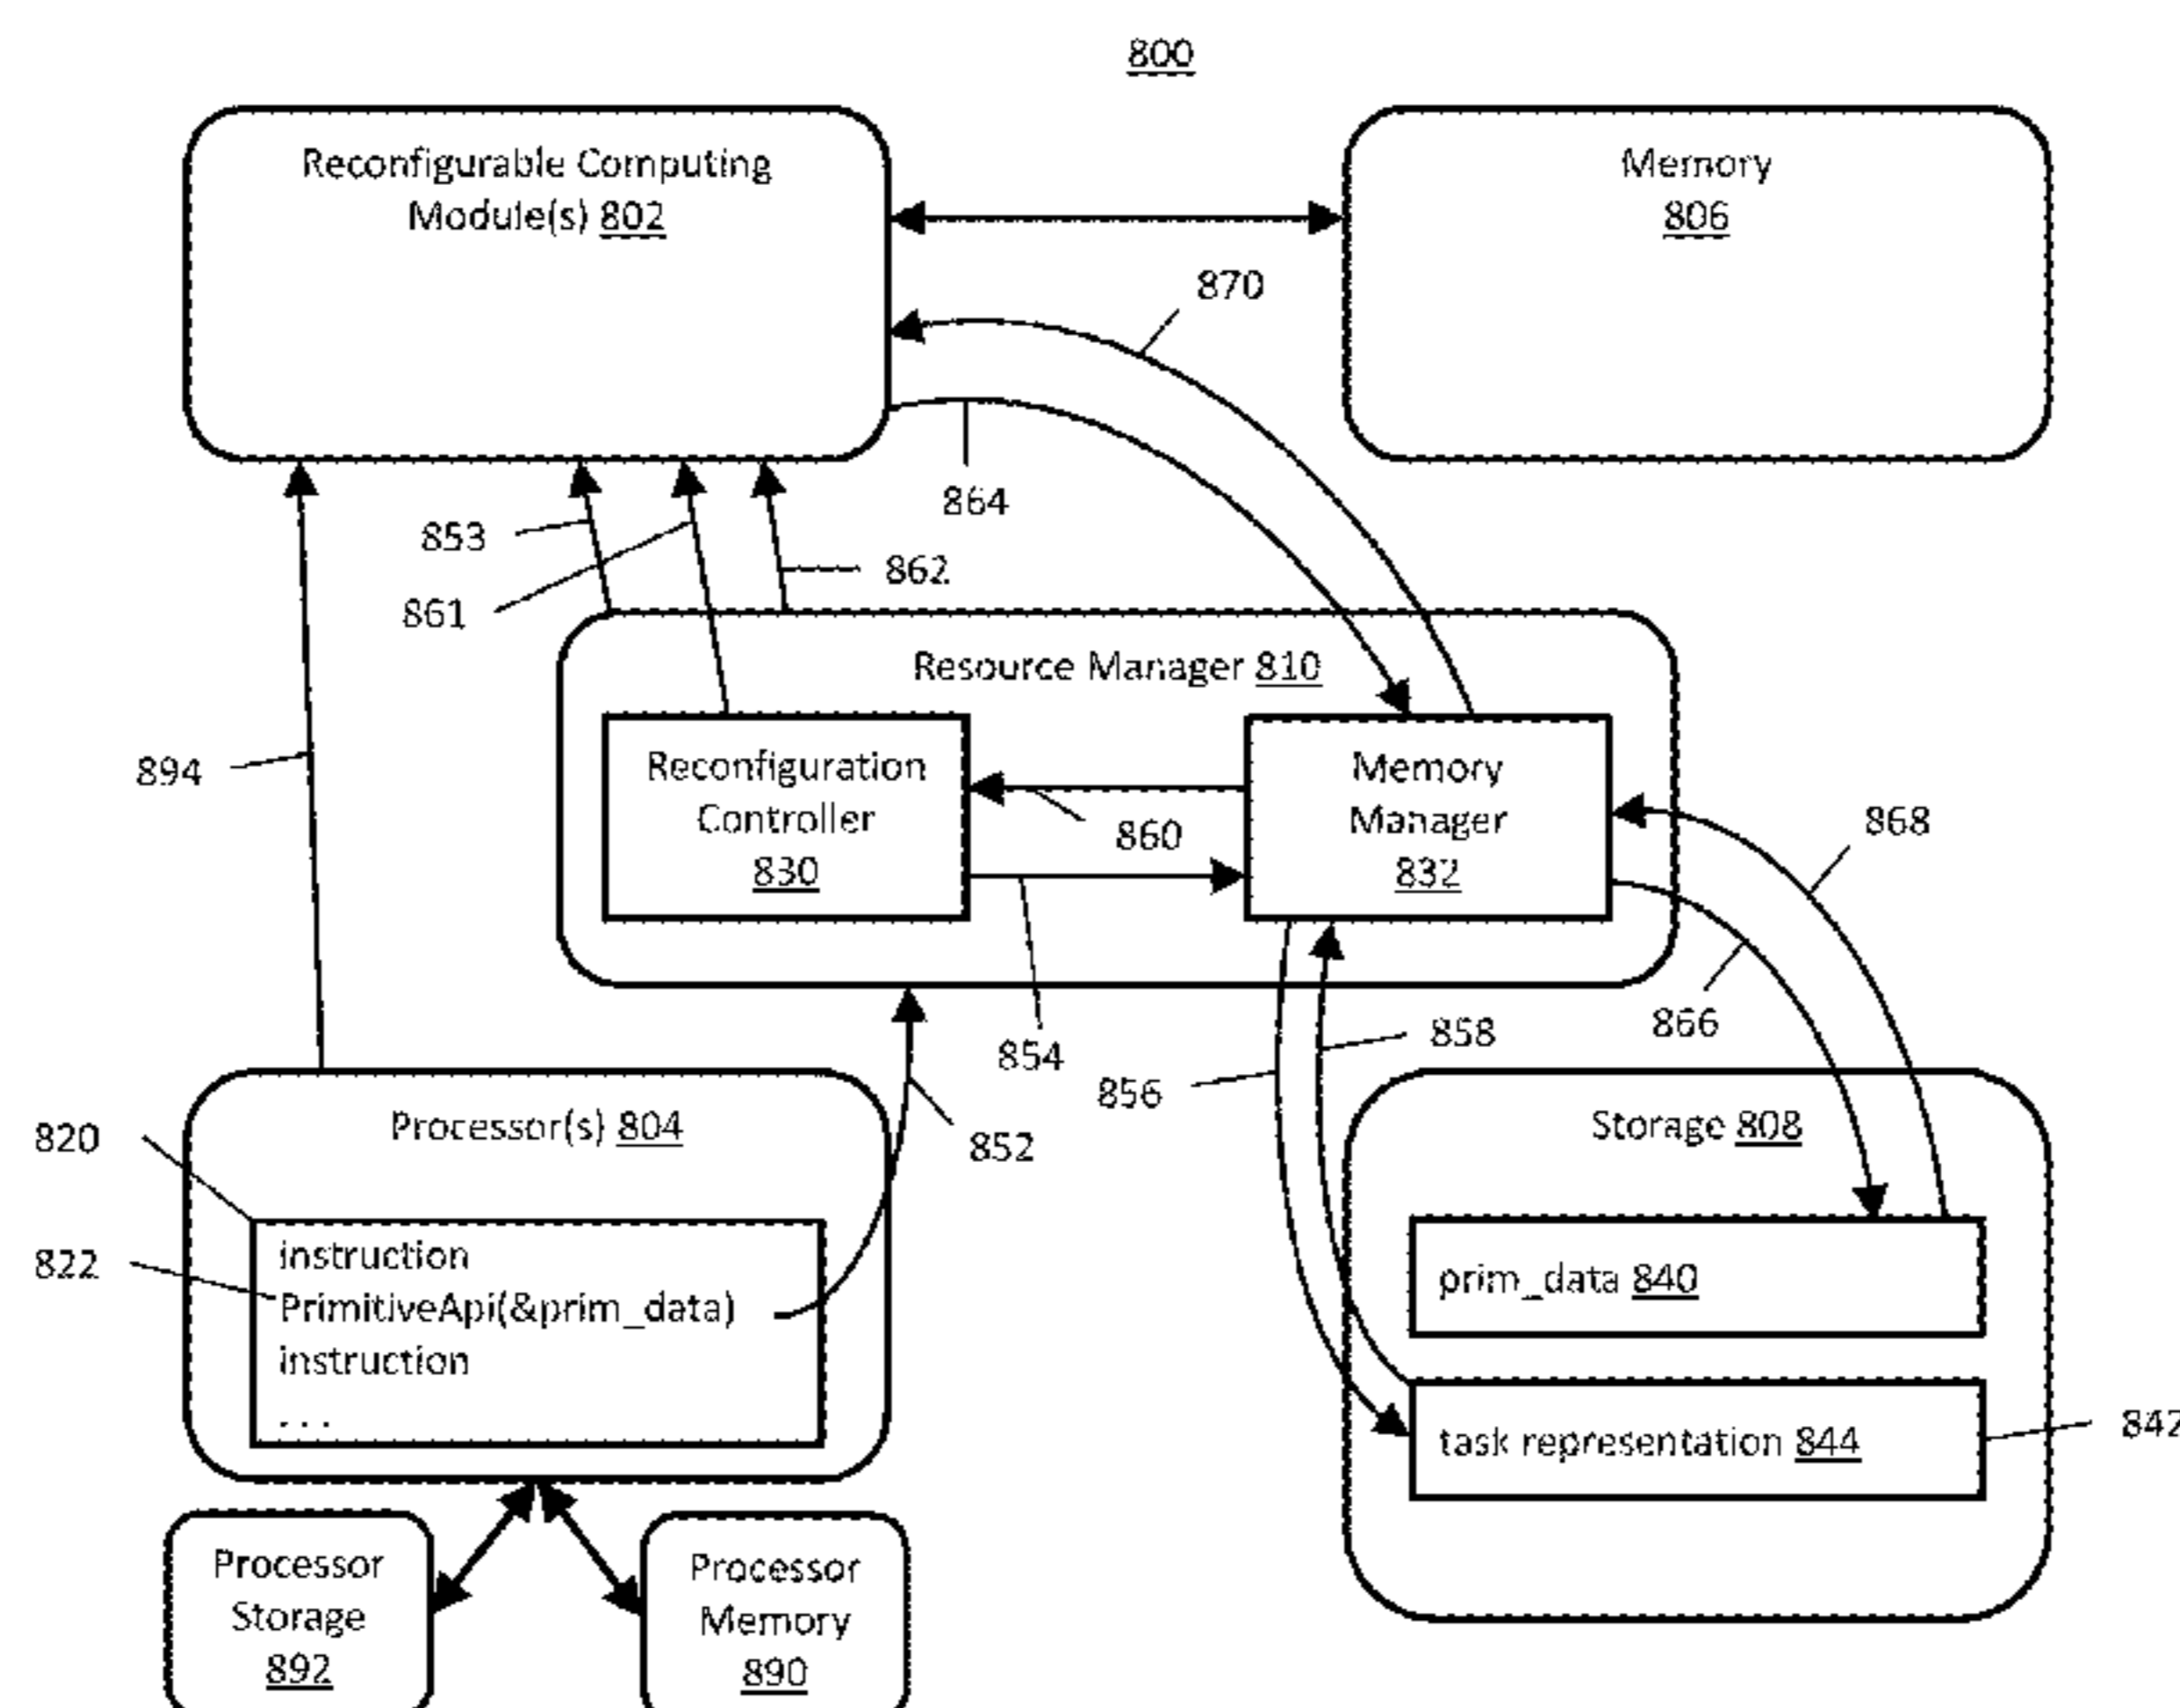 800
Reconfigurable Computing
Module(s) 802
Memory
806
870
864
853
862
861
Resource Manager 810
894
Reconfiguration
Controller
830
Memory
Manager
832
860
868
854
858
866
856
852
Processor(s) 804
820
instruction
822
PrimitiveApi(&prim_data)
instruction
. . .
Storage 808
prim_data 840
task representation 844
842
Processor
Storage
892
Processor
Memory
890